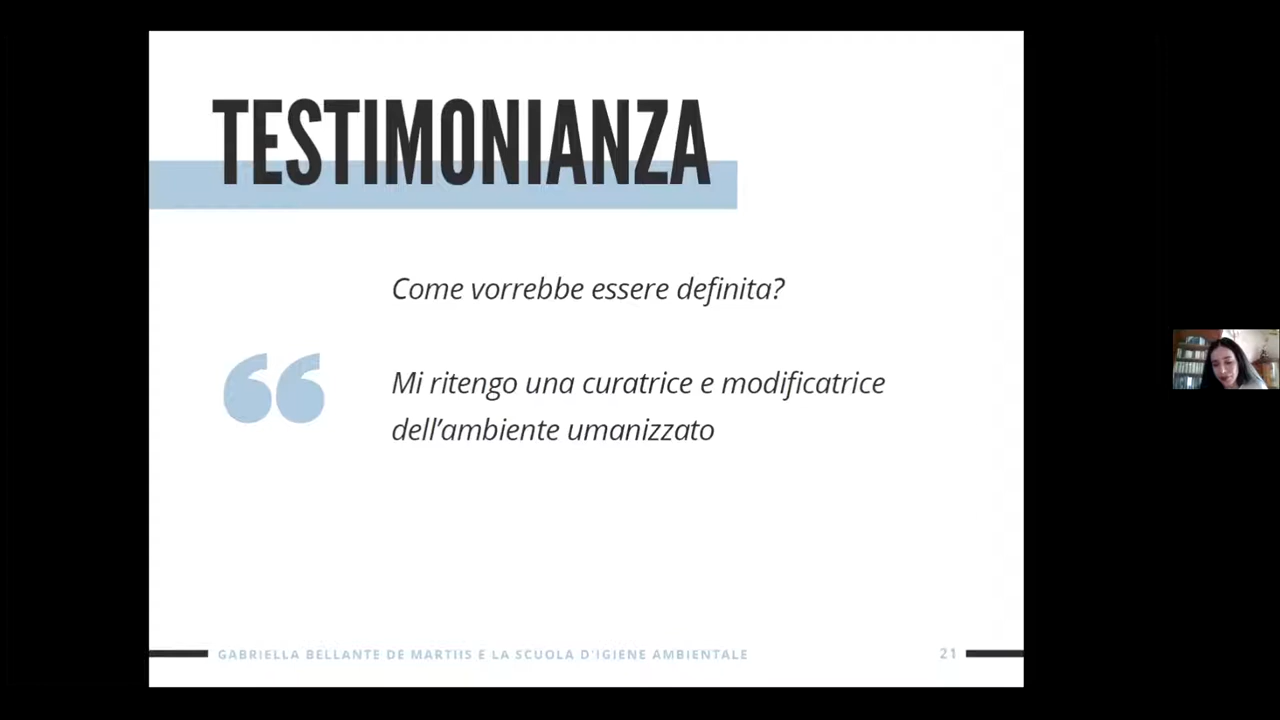 TESTIMONIANZA
Come vorrebbe essere definita?
Mi ritengo una curatrice e modificatrice
dell’ambiente umanizzato
GABRIELLA BELLANTE DE MARTIIS E LA SCUOLA D'IGIENE AMBIENTALE
21